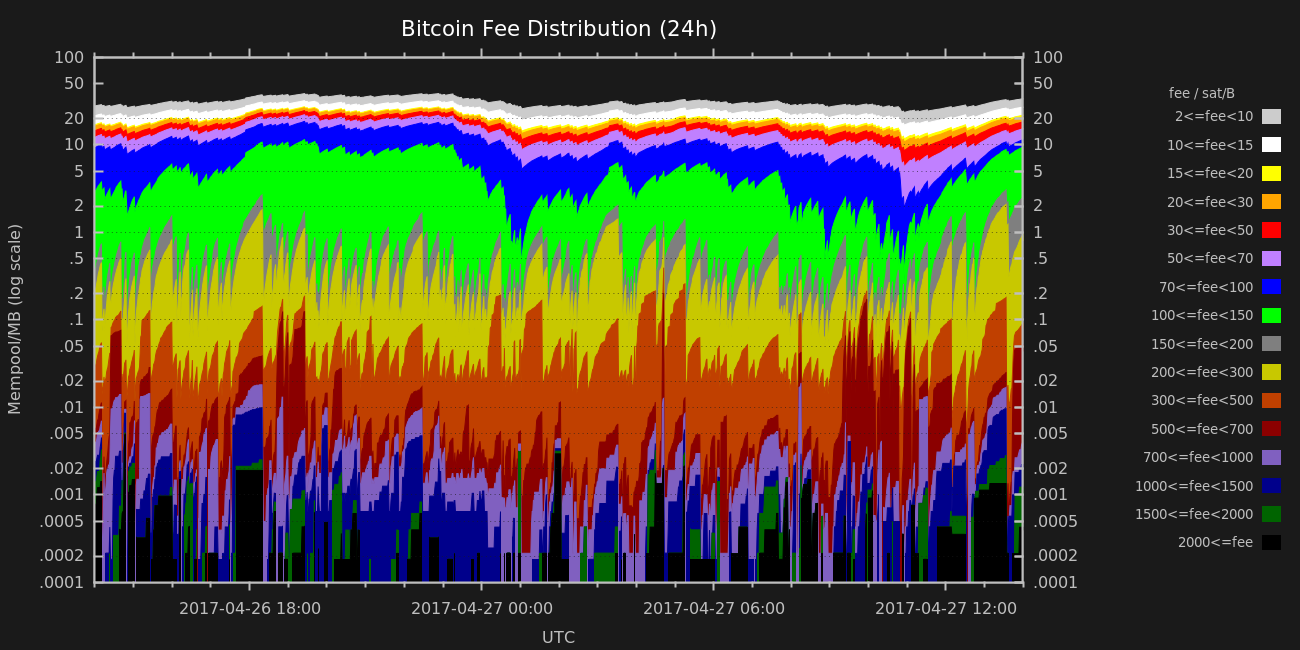 Bitcoin Fee Distribution (24h)
100
50
20
10
5
2
1
.5
.2
.1
.05
.02
.01
.005
.002
.001
.0005
.0002
.0001
Mempool/MB (log scale)
100
50
20
10
5
2
1
.5
.2
.1
.05
.02
.01
.005
.002
.001
.0005
.0002
.0001
2017-04-26 18:00
2017-04-27 00:00
2017-04-27 06:00
2017-04-27 12:00
UTC
fee / sat/B
2<=fee<10
10<=fee<15
15<=fee<20
20<=fee<30
30<=fee<50
50<=fee<70
70<=fee<100
100<=fee<150
150<=fee<200
200<=fee<300
300<=fee<500
500<=fee<700
700<=fee<1000
1000<=fee<1500
1500<=fee<2000
2000<=fee